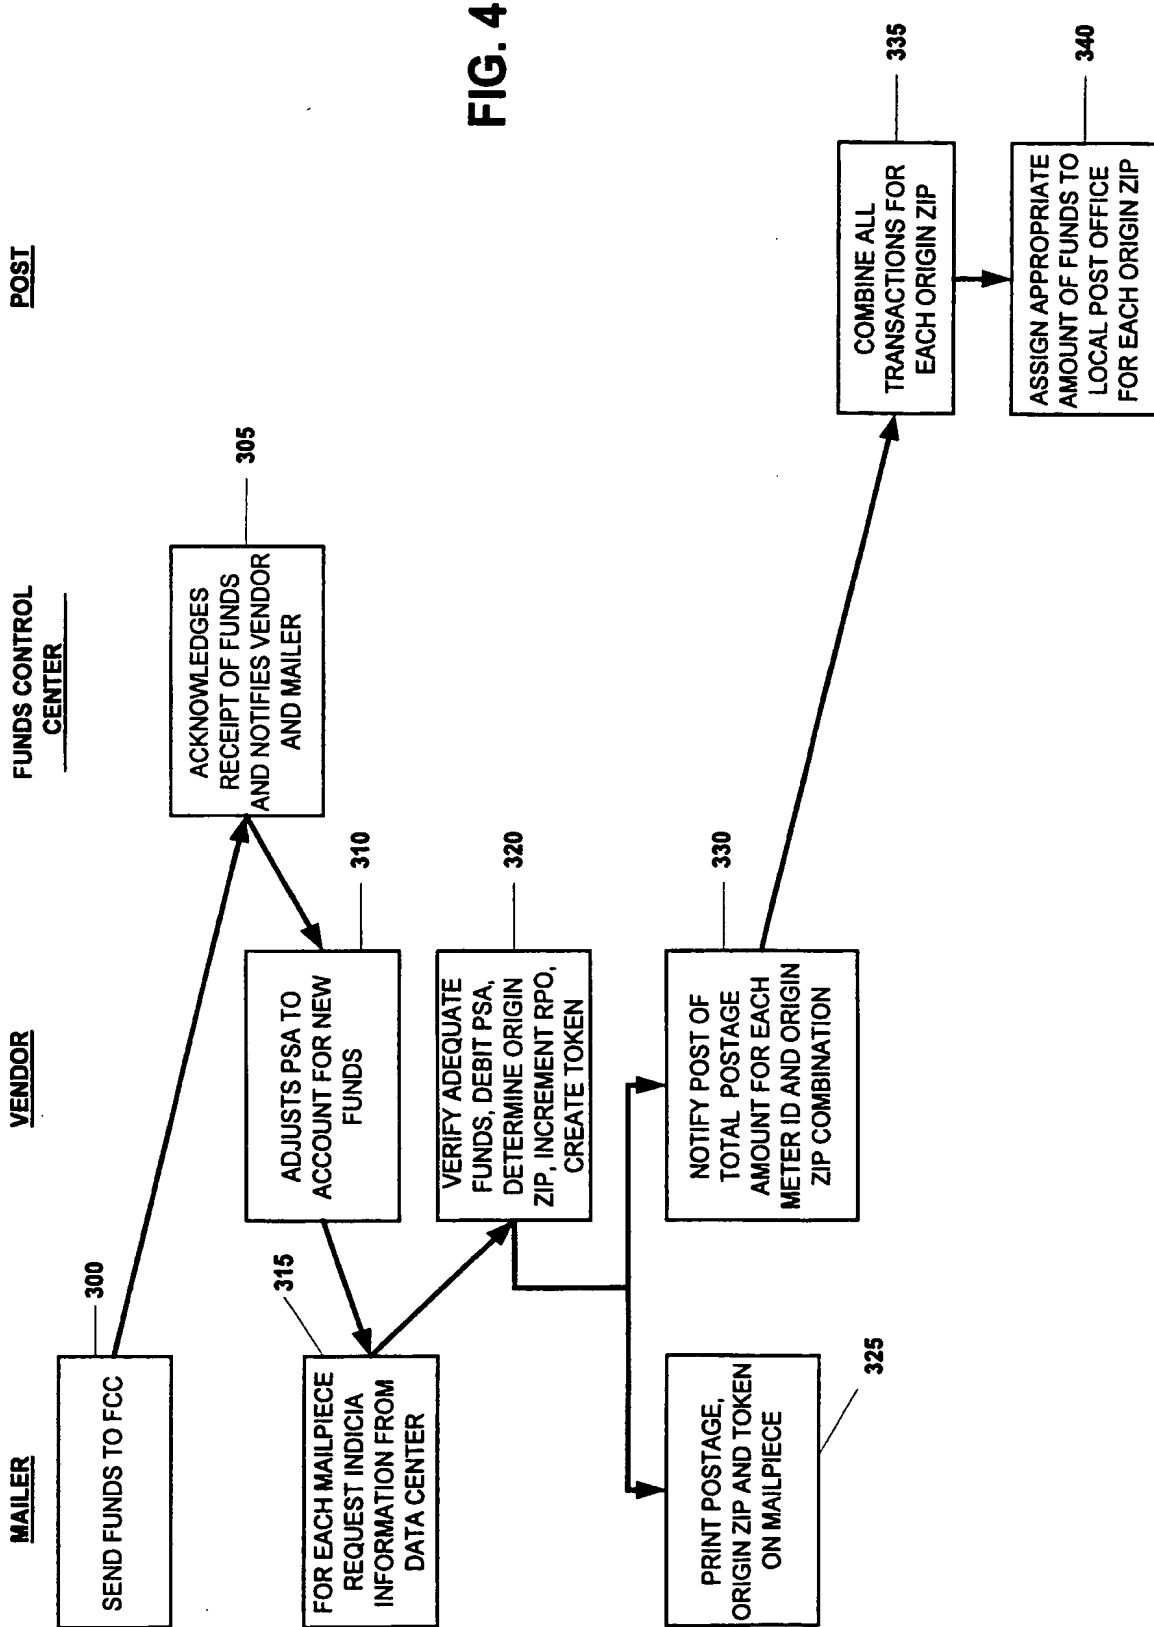 MAILER
VENDOR
FUNDS CONTROL
CENTER
POST
300
SEND FUNDS TO FCC
305
ACKNOWLEDGES
RECEIPT OF FUNDS
AND NOTIFIES VENDOR
AND MAILER
310
ADJUSTS PSA TO
ACCOUNT FOR NEW
FUNDS
315
FOR EACH MAILPIECE
REQUEST INDICIA
INFORMATION FROM
DATA CENTER
320
VERIFY ADEQUATE
FUNDS, DEBIT PSA,
DETERMINE ORIGIN
ZIP, INCREMENT RPO,
CREATE TOKEN
325
PRINT POSTAGE,
ORIGIN ZIP AND TOKEN
ON MAILPIECE
330
NOTIFY POST OF
TOTAL POSTAGE
AMOUNT FOR EACH
METER ID AND ORIGIN
ZIP COMBINATION
335
COMBINE ALL
TRANSACTIONS FOR
EACH ORIGIN ZIP
340
ASSIGN APPROPRIATE
AMOUNT OF FUNDS TO
LOCAL POST OFFICE
FOR EACH ORIGIN ZIP
FIG. 4